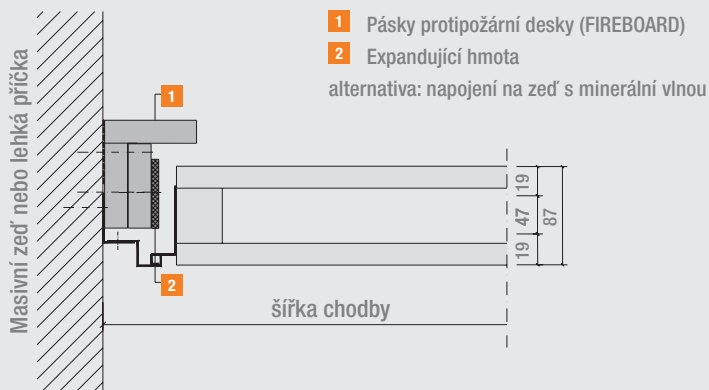 1 Pásky protipožární desky (FIREBOARD)
2 Expandující hmota
alternativa: napojení na zeď s minerální vlnou
Masivní zeď nebo lehká příčka
1
19
47
87
19
2
šířka chodby